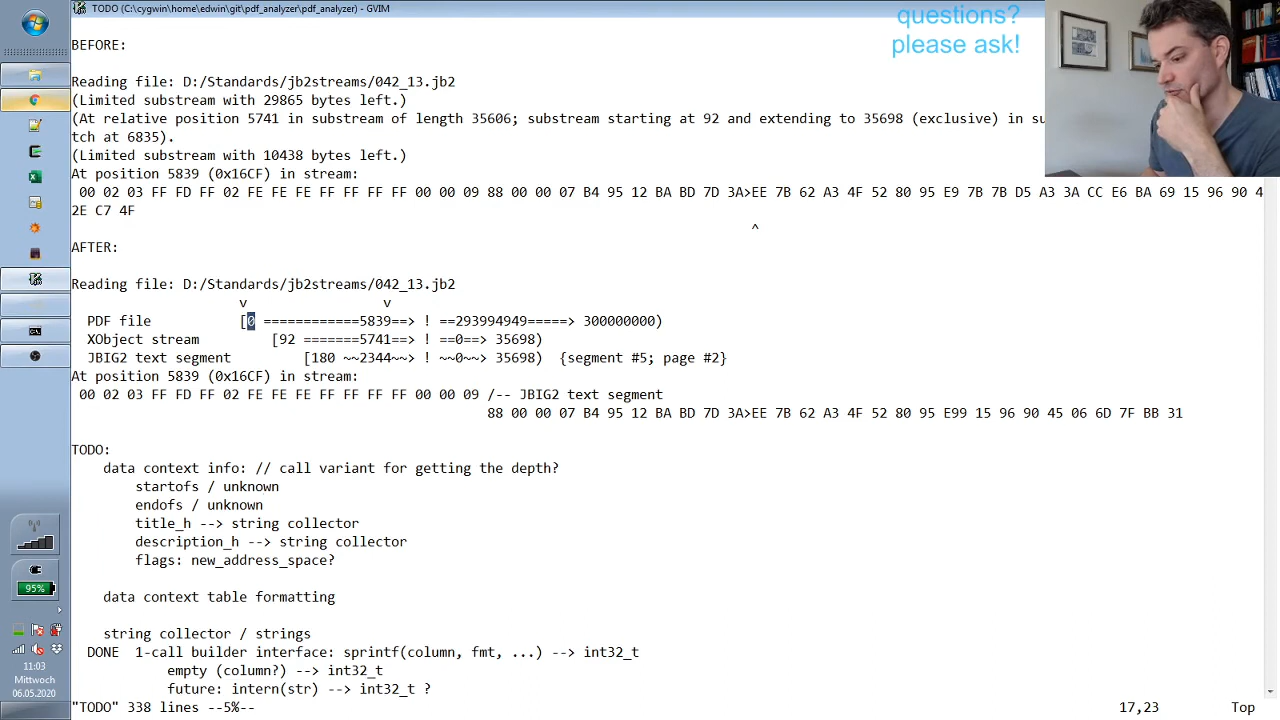 TODO (C:\cygwin\home\edwin\git\pdf_analyzer\pdf_analyzer) - GVIM
questions?
please ask!
BEFORE:
Reading file: D:/Standards/jb2streams/042_13.jb2
(Limited substream with 29865 bytes left.)
(At relative position 5741 in substream of length 35606; substream starting at 92 and extending to 35698 (exclusive) in su
tch at 6835).
(Limited substream with 10438 bytes left.)
At position 5839 (0x16CF) in stream:
00 02 03 FF FD FF 02 FE FE FE FF FF FF FF 00 00 09 88 00 00 07 B4 95 12 BA BD 7D 3A>EE 7B 62 A3 4F 52 80 95 E9 7B 7B D5 A3 3A CC E6 BA 69 15 96 90 4
2E C7 4F
^
AFTER:
Reading file: D:/Standards/jb2streams/042_13.jb2
v v
PDF file [0 ============5839==> ! ==293994949=====> 300000000)
XObject stream [92 =======5741==> ! ==0==> 35698)
JBIG2 text segment [180 ~~2344~~> ! ~~0~~> 35698) {segment #5; page #2}
At position 5839 (0x16CF) in stream:
00 02 03 FF FD FF 02 FE FE FE FF FF FF FF 00 00 09 /-- JBIG2 text segment
88 00 00 07 B4 95 12 BA BD 7D 3A>EE 7B 62 A3 4F 52 80 95 E99 15 96 90 45 06 6D 7F BB 31
TODO:
data context info: // call variant for getting the depth?
startofs / unknown
endofs / unknown
title_h --> string collector
description_h --> string collector
flags: new_address_space?
data context table formatting
string collector / strings
DONE 1-call builder interface: sprintf(column, fmt, ...) --> int32_t
empty (column?) --> int32_t
future: intern(str) --> int32_t ?
"TODO" 338 lines --5%--
17,23
Top
95%
11:03
Mittwoch
06.05.2020